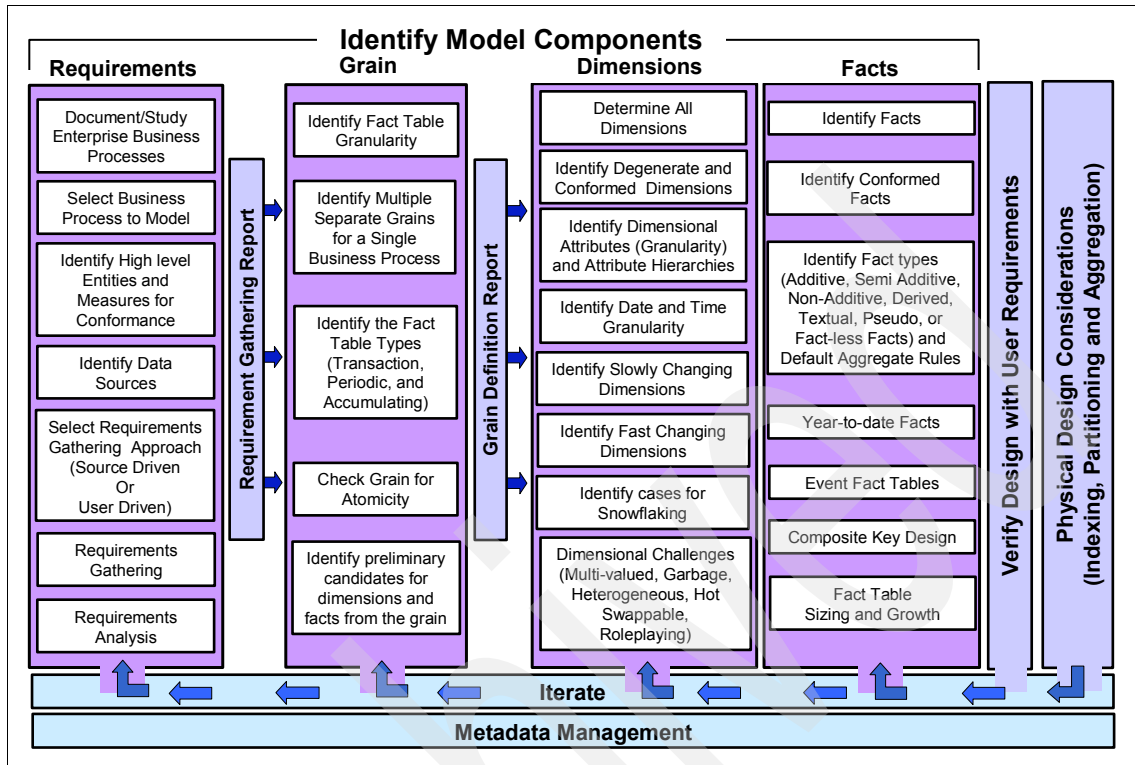 Identify Model Components
Requirements
Document/Study
Enterprise Business
Processes
Select Business
Process to Model
Identify High level
Entities and
Measures for
Conformance
Identify Data
Sources
Select Requirements
Gathering Approach
(Source Driven
Or
User Driven)
Requirements
Gathering
Requirements
Analysis
Requirement Gathering Report
Grain
Identify Fact Table
Granularity
Identify Multiple
Separate Grains
for a Single
Business Process
Identify the Fact
Table Types
(Transaction,
Periodic, and
Accumulating)
Check Grain for
Atomicity
Identify preliminary
candidates for
dimensions and
facts from the grain
Grain Definition Report
Dimensions
Determine All
Dimensions
Identify Degenerate and
Conformed Dimensions
Identify Dimensional
Attributes (Granularity)
and Attribute Hierarchies
Identify Date and Time
Granularity
Identify Slowly Changing
Dimensions
Identify Fast Changing
Dimensions
Identify cases for
Snowflaking
Dimensional Challenges
(Multi-valued, Garbage,
Heterogeneous, Hot
Swappable,
Roleplaying)
Facts
Identify Facts
Identify Conformed
Facts
Identify Fact types
(Additive, Semi Additive,
Non-Additive, Derived,
Textual, Pseudo, or
Fact-less Facts) and
Default Aggregate Rules
Year-to-date Facts
Event Fact Tables
Composite Key Design
Fact Table
Sizing and Growth
Verify Design with User Requirements
Physical Design Considerations
(Indexing, Partitioning and Aggregation)
Iterate
Metadata Management